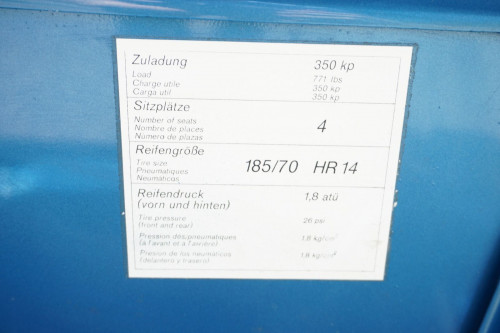 Zuladung 350 kp
Load 771 lbs
Charge utile 350 kp
Carga util 350 kp
Sitzplätze
Number of seats 4
Nombre de places
Número de plazas
Reifengröße
Tire size 185/70 HR 14
Pneumatiques
Neumáticos
Reifendruck 1,8 atü
(vorn und hinten)
Tire pressure 26 psi
(front and rear)
Pression des pneumatiques 1,8 kg/cm²
(à l'avant et à l'arrière)
Presion de los neumaticos 1,8 kg/cm²
(delantero y trasero)